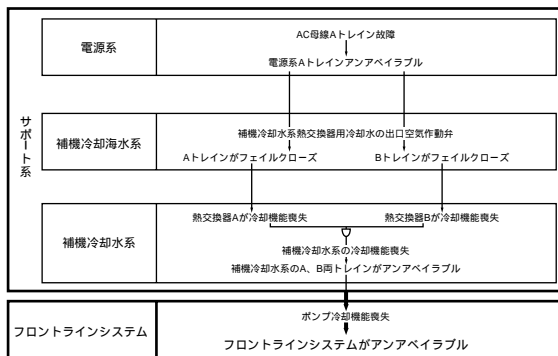 サポート系
電源系
AC母線Aトレイン故障
電源系Aトレインアンアベイラブル
補機冷却海水系
補機冷却水系熱交換器用冷却水の出口空気作動弁
Aトレインがフェイルクローズ
Bトレインがフェイルクローズ
補機冷却水系
熱交換器Aが冷却機能喪失
熱交換器Bが冷却機能喪失
補機冷却水系の冷却機能喪失
補機冷却水系のA、B両トレインがアンアベイラブル
フロントラインシステム
ポンプ冷却機能喪失
フロントラインシステムがアンアベイラブル